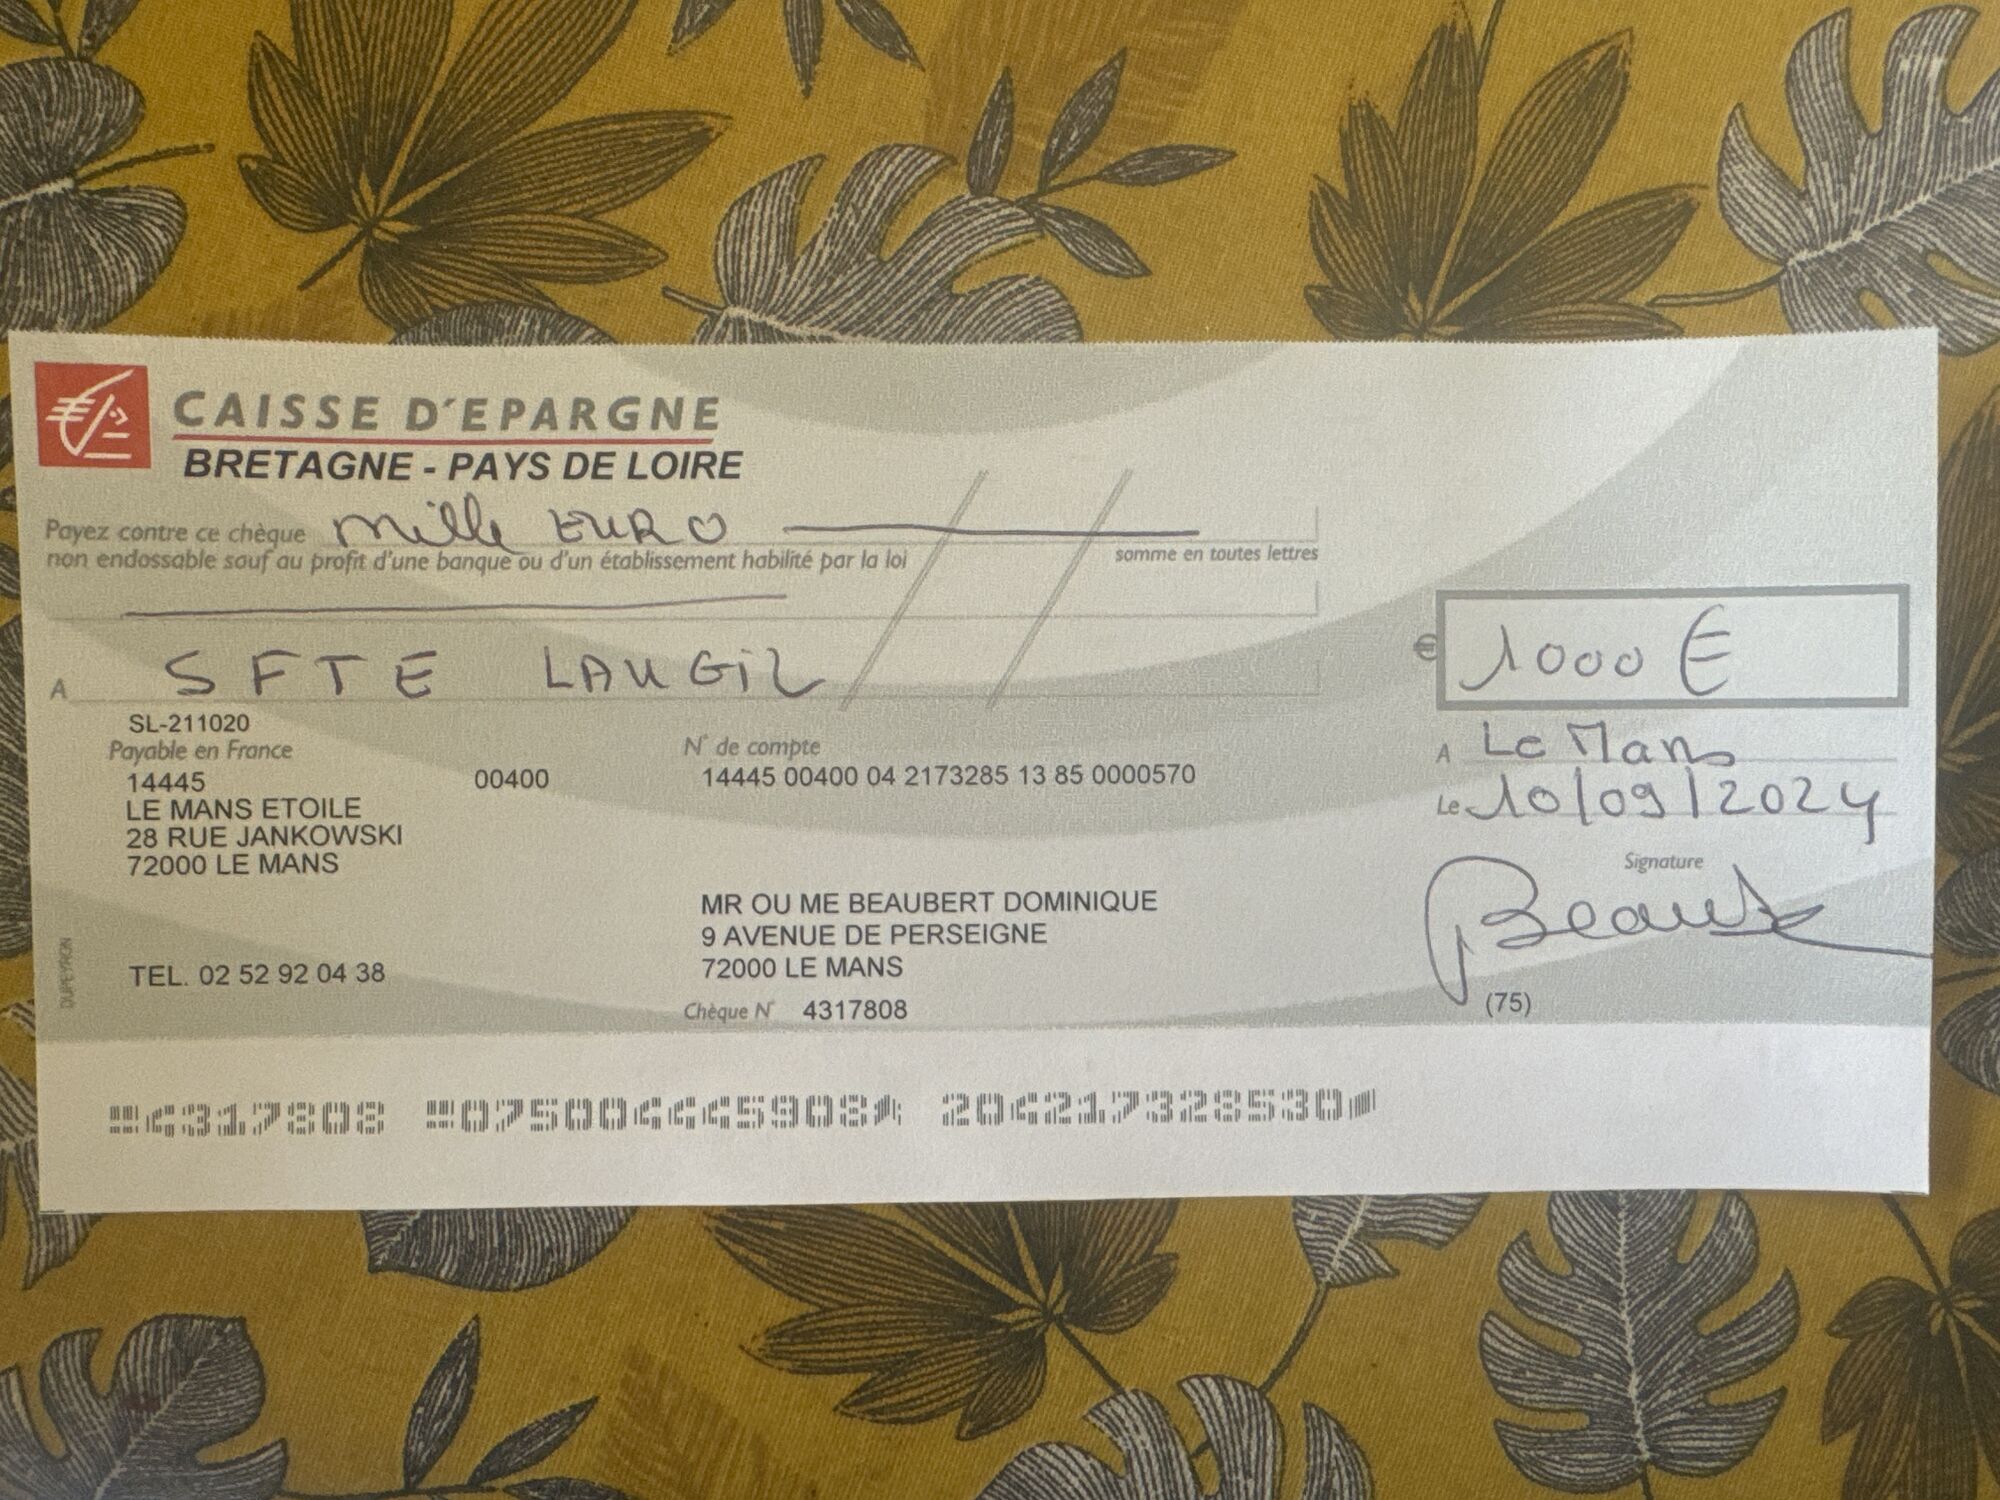 CAISSE D'EPARGNE
BRETAGNE - PAYS DE LOIRE
Payez contre ce chèque mille EURO
non endossable sauf au profit d'une banque ou d'un établissement habilité par la loi
somme en toutes lettres
A SFTE LAUGIL
€ 1000 €
SL-211020
Payable en France
14445 00400
LE MANS ETOILE
28 RUE JANKOWSKI
72000 LE MANS
TEL. 02 52 92 04 38
N° de compte
14445 00400 04 2173285 13 85 0000570
MR OU ME BEAUBERT DOMINIQUE
9 AVENUE DE PERSEIGNE
72000 LE MANS
Chèque N° 4317808
A Le Mans
Le 10/09/2024
Signature
(75)
DUPEYRON
4317808 075004445908 204217328530